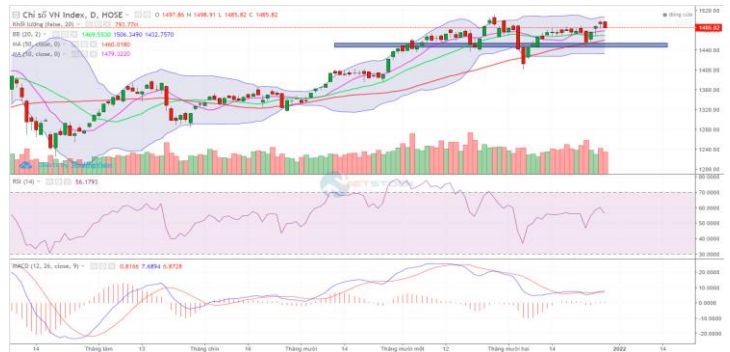 Chỉ số VN Index, D, HOSE O 1497.86 H 1498.91 L 1485.82 C 1485.82
Khối lượng (false, 20) 791.77M
BB (20, 2) 1469.5530 1506.3490 1432.7570
MA (50, close, 0) 1460.0180
MA (10, close, 0) 1479.3220
đóng cửa
1520.00
1485.82
1440.00
1400.00
1360.00
1320.00
1280.00
1240.00
1200.00
RSI (14) 56.1793
80.0000
70.0000
60.0000
50.0000
40.0000
30.0000
MACD (12, 26, close, 9) 0.8166 7.6894 6.8728
20.0000
10.0000
0.0000
-10.0000
-20.0000
14 Tháng tám 13 Tháng chín 16 Tháng mười 14 Tháng mười một 12 Tháng mười hai 14 2022 14